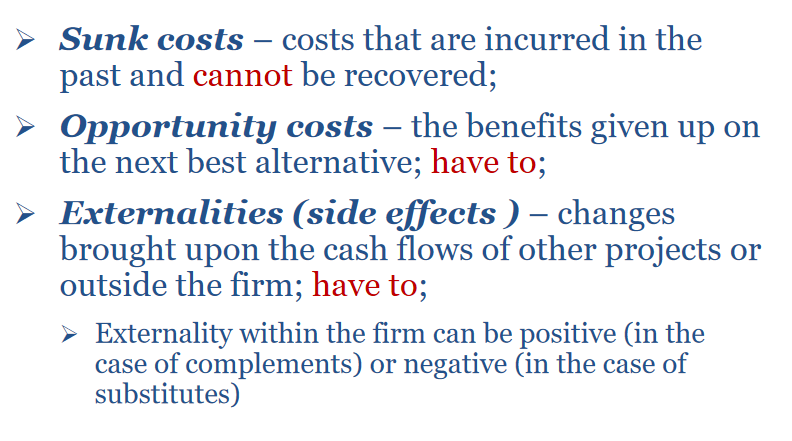 ➢ Sunk costs – costs that are incurred in the
past and cannot be recovered;
➢ Opportunity costs – the benefits given up on
the next best alternative; have to;
➢ Externalities (side effects ) – changes
brought upon the cash flows of other projects or
outside the firm; have to;
➢ Externality within the firm can be positive (in the
case of complements) or negative (in the case of
substitutes)